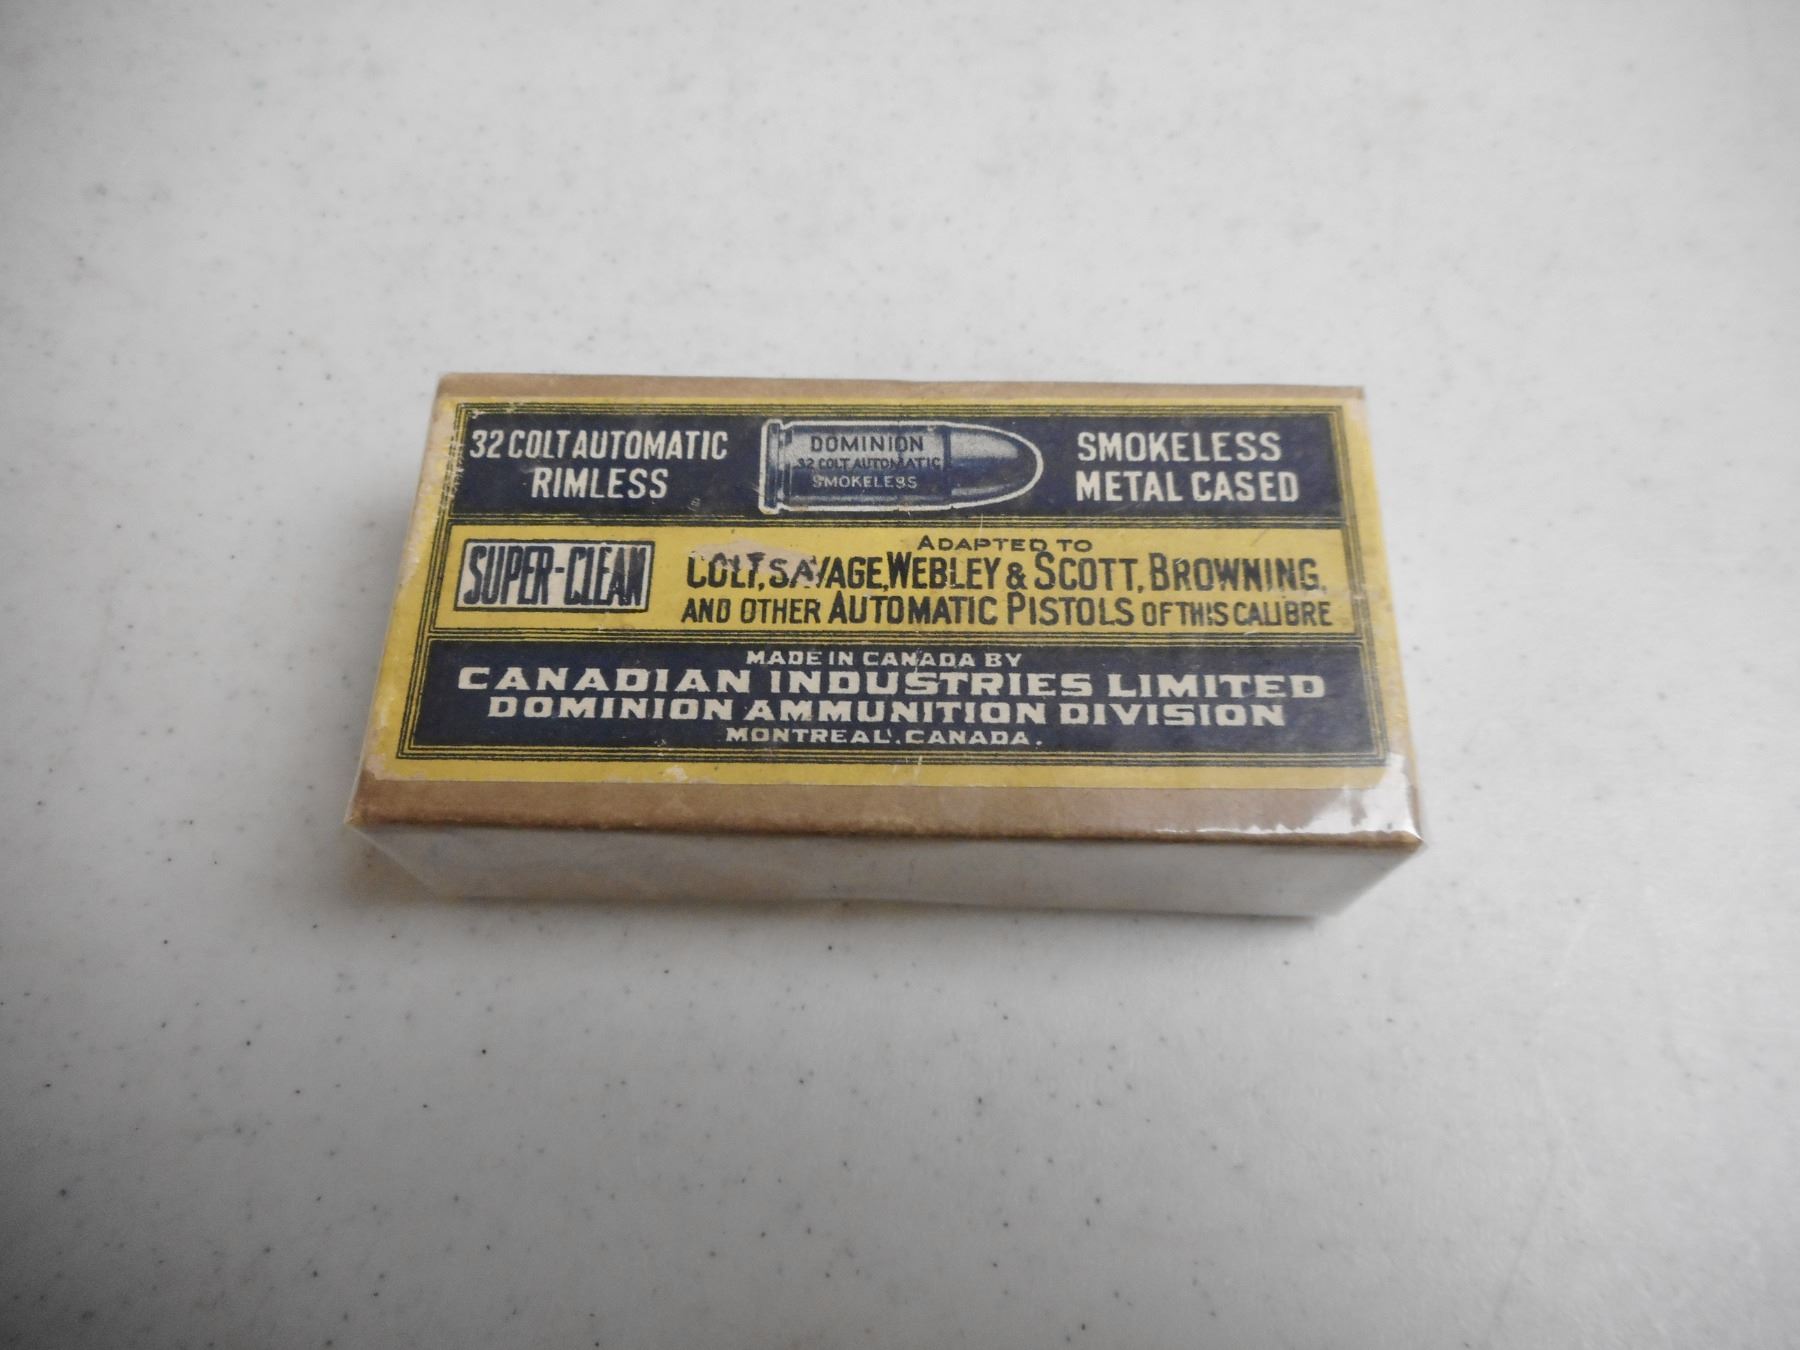 32 COLT AUTOMATIC
RIMLESS
DOMINION
32 COLT AUTOMATIC
SMOKELESS
SMOKELESS
METAL CASED
SUPER-CLEAN
ADAPTED TO
COLT, SAVAGE, WEBLEY & SCOTT, BROWNING,
AND OTHER AUTOMATIC PISTOLS OF THIS CALIBRE
MADE IN CANADA BY
CANADIAN INDUSTRIES LIMITED
DOMINION AMMUNITION DIVISION
MONTREAL, CANADA.